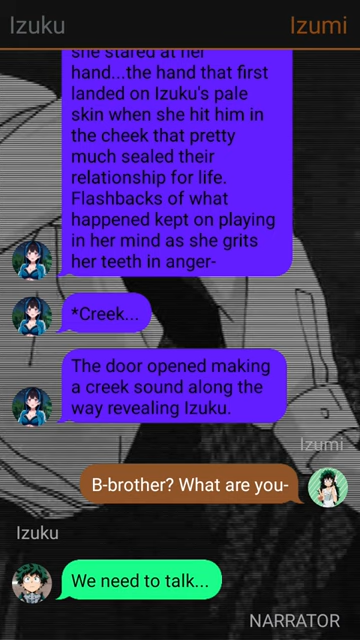 Izuku Izumi
she stared at her
hand...the hand that first
landed on Izuku's pale
skin when she hit him in
the cheek that pretty
much sealed their
relationship for life.
Flashbacks of what
happened kept on playing
in her mind as she grits
her teeth in anger-
*Creek...
The door opened making
a creek sound along the
way revealing Izuku.
Izumi
B-brother? What are you-
Izuku
We need to talk...
NARRATOR